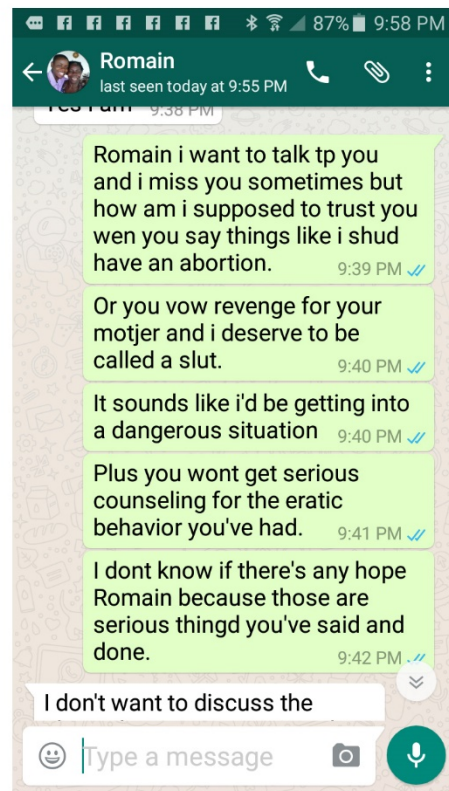 87% 9:58 PM
Romain
last seen today at 9:55 PM
Yes I am 9:38 PM
Romain i want to talk tp you
and i miss you sometimes but
how am i supposed to trust you
wen you say things like i shud
have an abortion. 9:39 PM
Or you vow revenge for your
motjer and i deserve to be
called a slut. 9:40 PM
It sounds like i'd be getting into
a dangerous situation 9:40 PM
Plus you wont get serious
counseling for the eratic
behavior you've had. 9:41 PM
I dont know if there's any hope
Romain because those are
serious thingd you've said and
done. 9:42 PM
I don't want to discuss the
Type a message